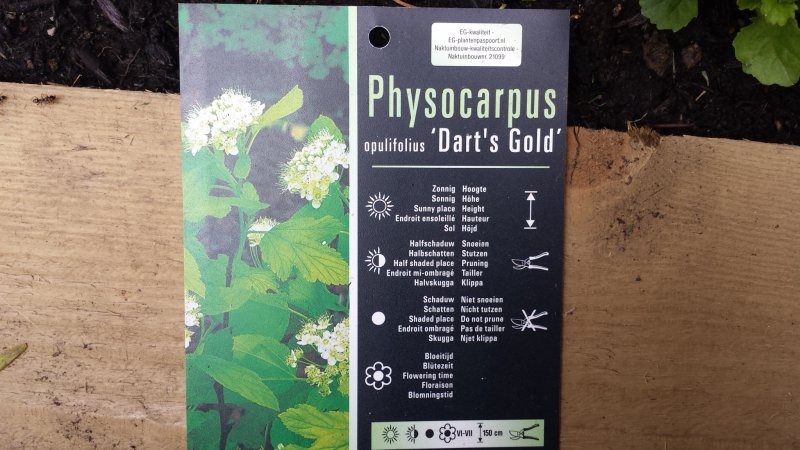 EG-kwaliteit -
EG-plantenpaspoort.nl
Naktuinbouw-kwaliteitscontrole -
Naktuinbouwnr. 21099
Physocarpus
opulifolius 'Dart's Gold'
Zonnig Hoogte
Sonnig Höhe
Sunny place Height
Endroit ensoleillé Hauteur
Sol Höjd
Halfschaduw Snoeien
Halbschatten Stutzen
Half shaded place Pruning
Endroit mi-ombragé Tailler
Halvskugga Klippa
Schaduw Niet snoeien
Schatten Nicht tutzen
Shaded place Do not prune
Endroit ombragé Pas de tailler
Skugga Njet klippa
Bloeitijd
Blütezeit
Flowering time
Floraison
Blomningstid
VI-VII 150 cm